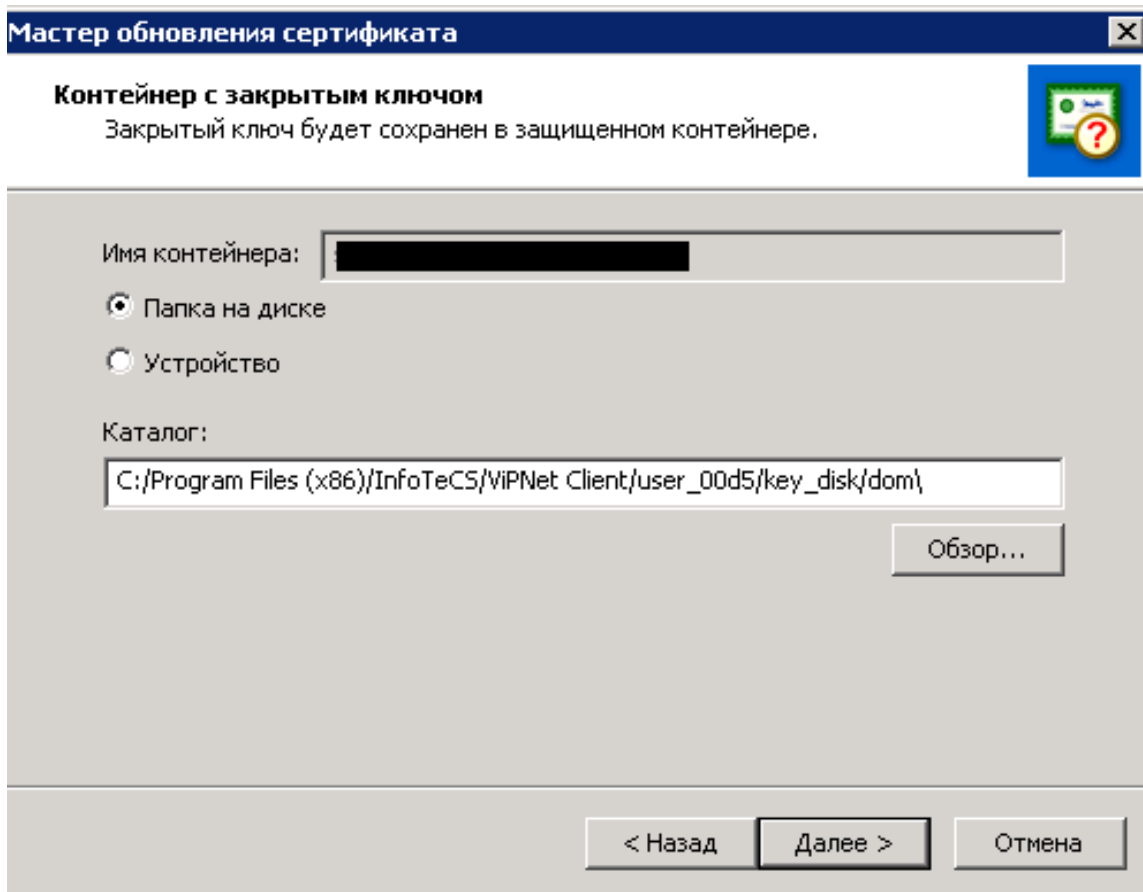 Мастер обновления сертификата
Контейнер с закрытым ключом
Закрытый ключ будет сохранен в защищенном контейнере.
Имя контейнера:
Папка на диске
Устройство
Каталог:
C:/Program Files (x86)/InfoTeCS/ViPNet Client/user_00d5/key_disk/dom\
Обзор...
< Назад
Далее >
Отмена